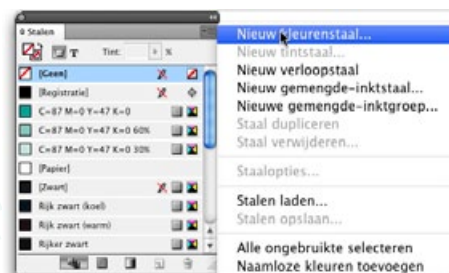 Stalen
T Tint: %
[Geen]
[Registratie]
C=87 M=0 Y=47 K=0
C=87 M=0 Y=47 K=0 60%
C=87 M=0 Y=47 K=0 30%
[Papier]
[Zwart]
Rijk zwart (koel)
Rijk zwart (warm)
Rijker zwart
Nieuw kleurenstaal...
Nieuw tintstaal...
Nieuw verloopstaal
Nieuw gemengde-inktstaal...
Nieuwe gemengde-inktgroep...
Staal dupliceren
Staal verwijderen...
Staalopties...
Stalen laden...
Stalen opslaan...
Alle ongebruikte selecteren
Naamloze kleuren toevoegen